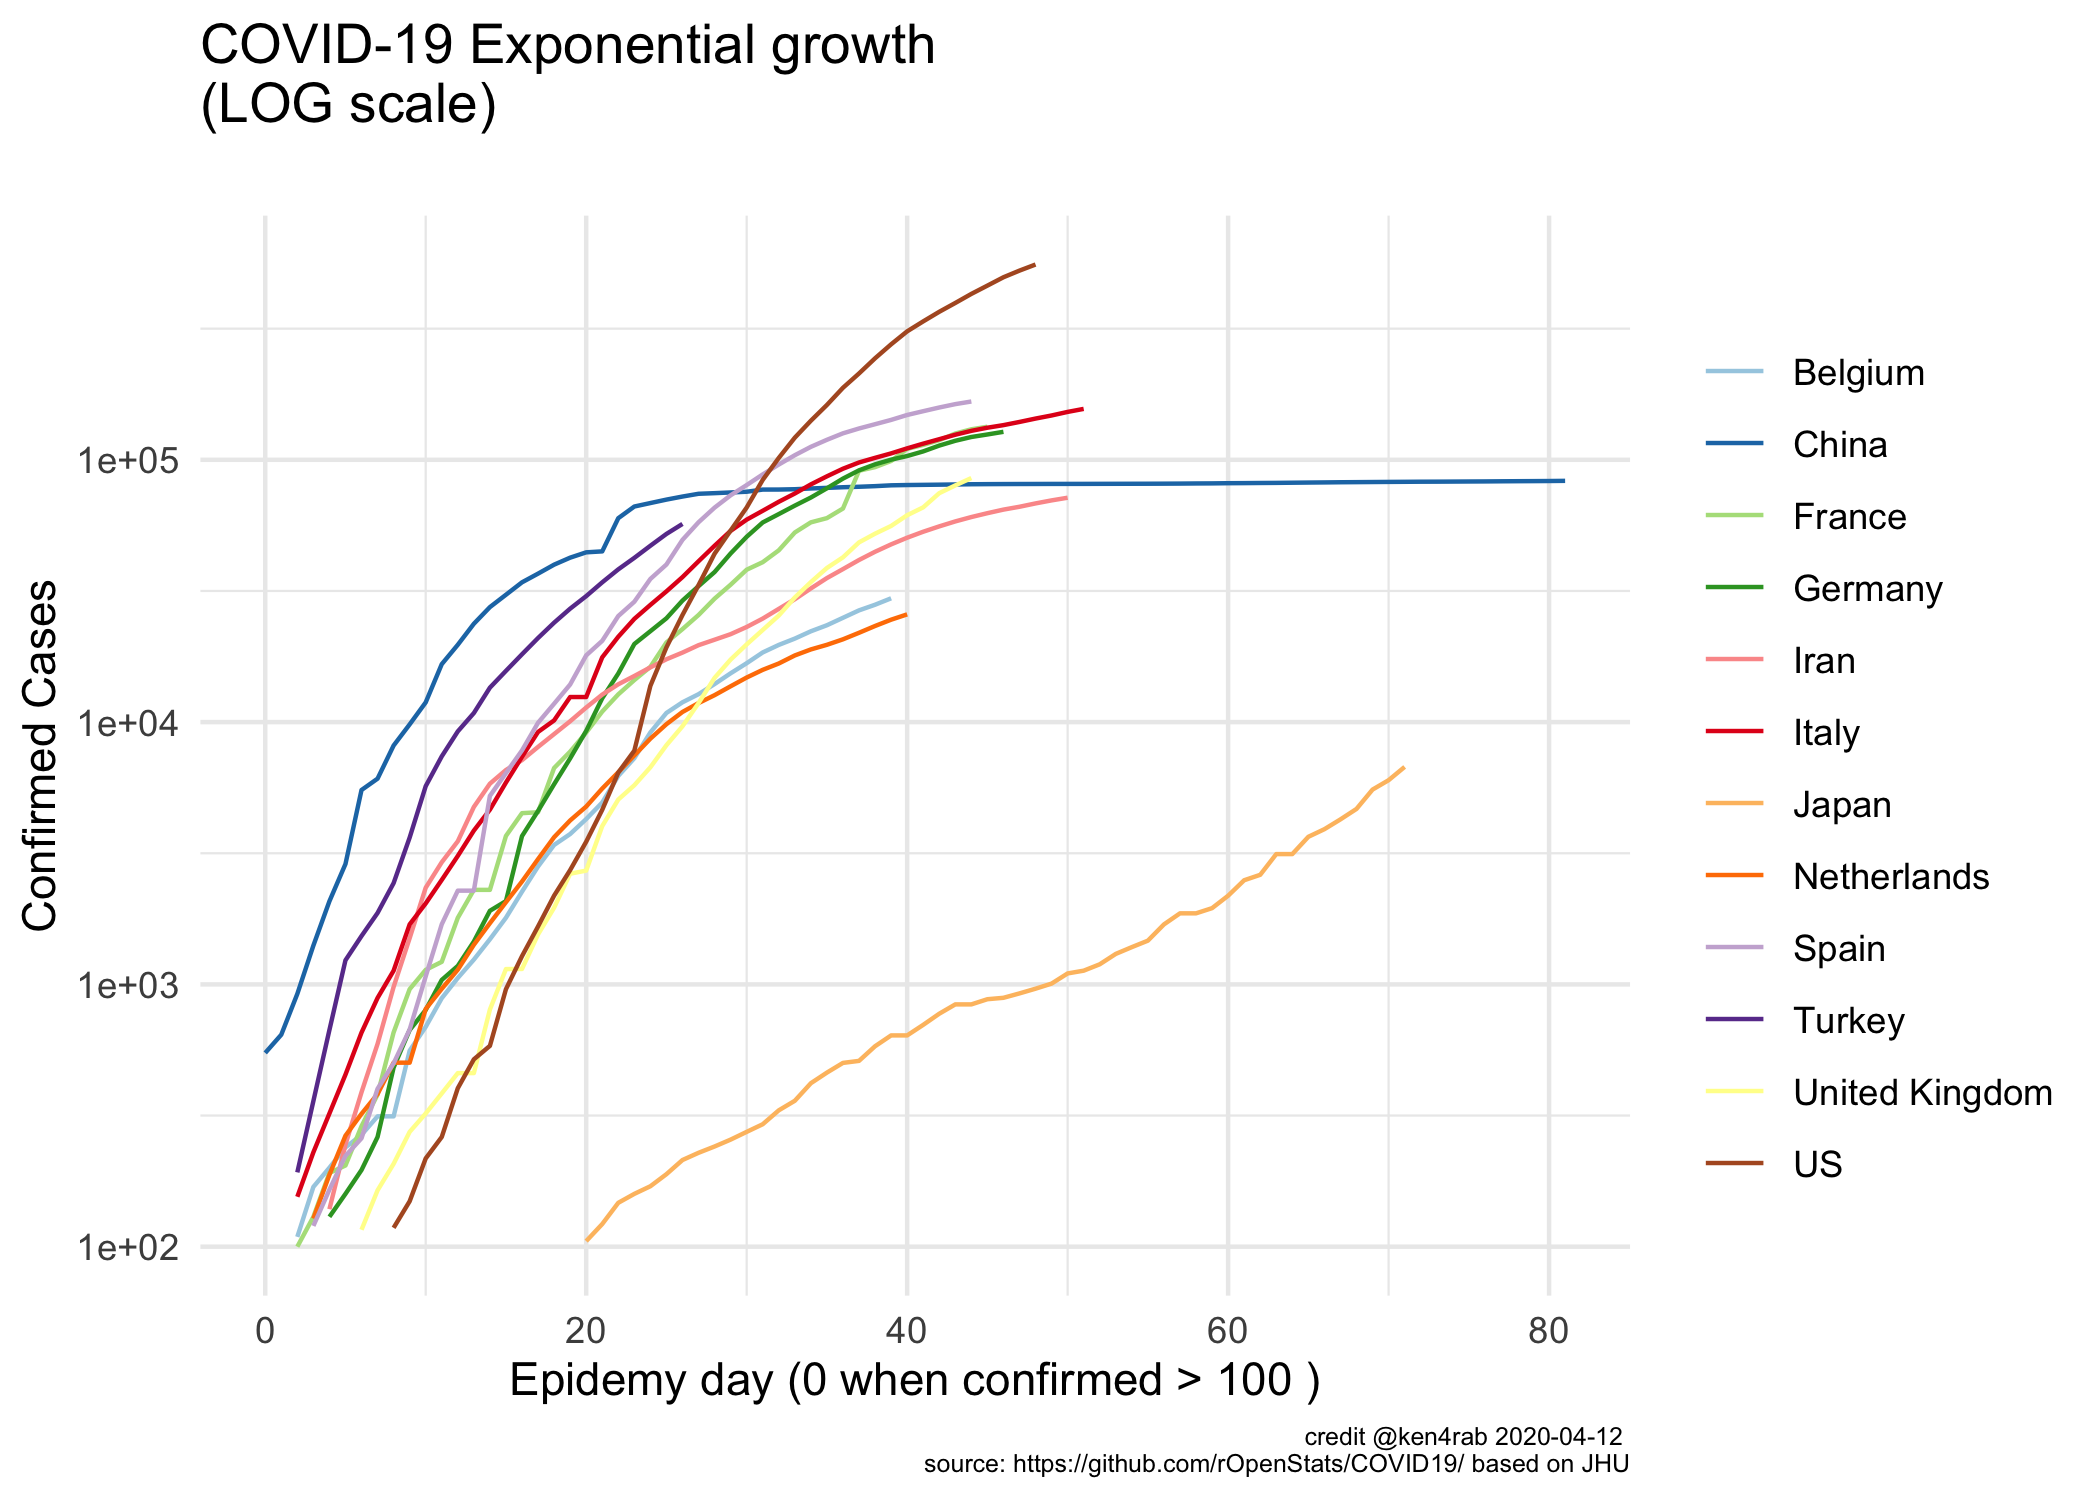 COVID-19 Exponential growth
(LOG scale)
Confirmed Cases
1e+05
1e+04
1e+03
1e+02
0 20 40 60 80
Epidemy day (0 when confirmed > 100 )
Belgium
China
France
Germany
Iran
Italy
Japan
Netherlands
Spain
Turkey
United Kingdom
US
credit @ken4rab 2020-04-12
source: https://github.com/rOpenStats/COVID19/ based on JHU